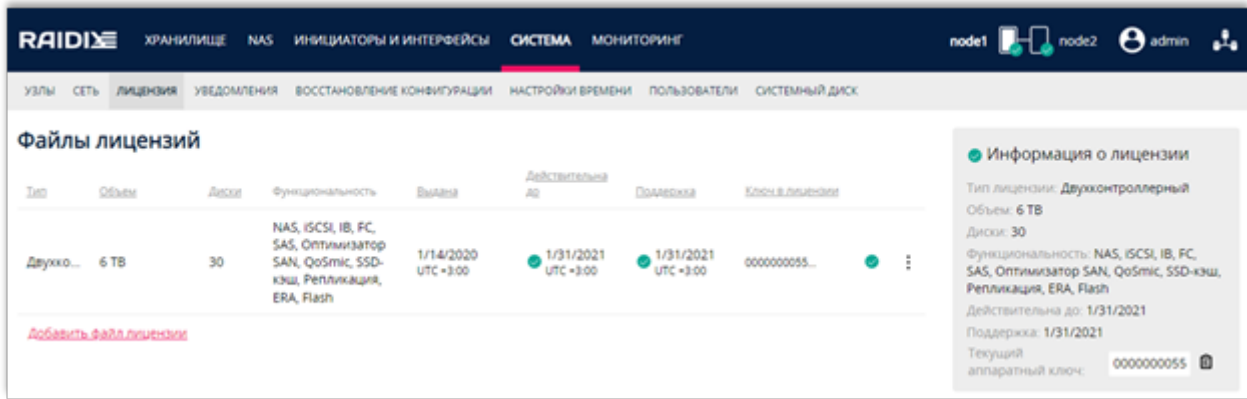 RAIDIX ХРАНИЛИЩЕ NAS ИНИЦИАТОРЫ И ИНТЕРФЕЙСЫ СИСТЕМА МОНИТОРИНГ node1 node2 admin
УЗЛЫ СЕТЬ ЛИЦЕНЗИЯ УВЕДОМЛЕНИЯ ВОССТАНОВЛЕНИЕ КОНФИГУРАЦИИ НАСТРОЙКИ ВРЕМЕНИ ПОЛЬЗОВАТЕЛИ СИСТЕМНЫЙ ДИСК
Файлы лицензий
Тип Объем Диски Функциональность Выдана Действительна до Поддержка Ключ в лицензии
Двухко... 6 TB 30
NAS, iSCSI, IB, FC,
SAS, Оптимизатор
SAN, QoSmic, SSD-
кэш, Репликация,
ERA, Flash
1/14/2020
UTC +3:00
1/31/2021
UTC +3:00
1/31/2021
UTC +3:00
0000000055...
Добавить файл лицензии
Информация о лицензии
Тип лицензии: Двухконтроллерный
Объем: 6 TB
Диски: 30
Функциональность: NAS, iSCSI, IB, FC,
SAS, Оптимизатор SAN, QoSmic, SSD-кэш,
Репликация, ERA, Flash
Действительна до: 1/31/2021
Поддержка: 1/31/2021
Текущий
аппаратный ключ: 0000000055